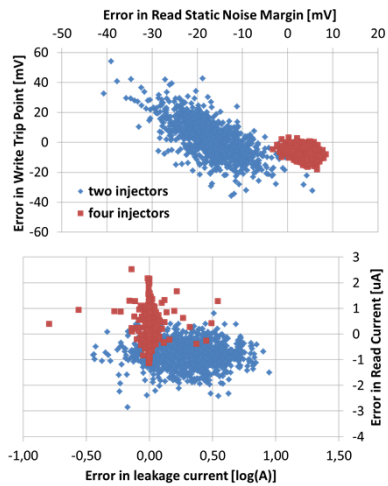 Error in Read Static Noise Margin [mV]
-50 -40 -30 -20 -10 0 10 20
Error in Write Trip Point [mV]
60
40
20
0
-20
-40
-60
two injectors
four injectors
3
2
1
0
-1
-2
-3
-4
Error in Read Current [uA]
-1,00 -0,50 0,00 0,50 1,00 1,50
Error in leakage current [log(A)]